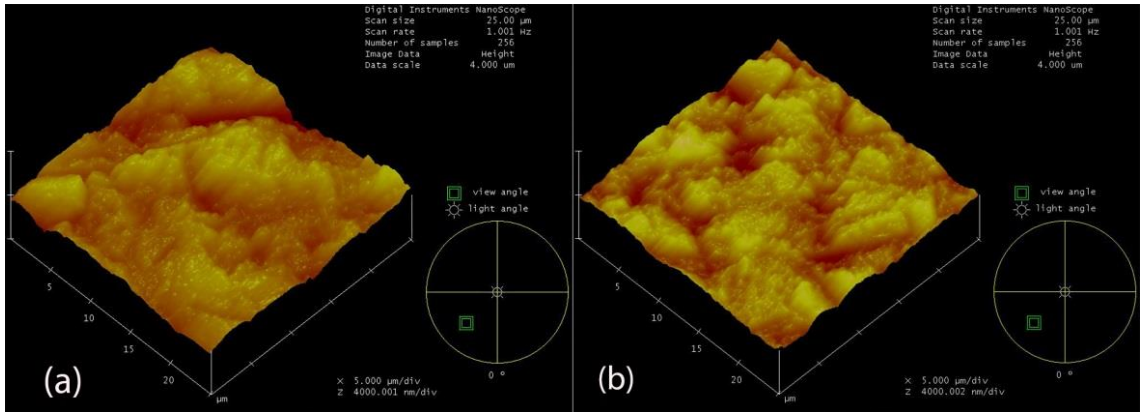 Digital Instruments NanoScope
Scan size 25.00 µm
Scan rate 1.001 Hz
Number of samples 256
Image Data Height
Data scale 4.000 um
view angle
light angle
5
10
15
20
µm
X 5.000 µm/div
Z 4000.001 nm/div
0 °
(a)
Digital Instruments NanoScope
Scan size 25.00 µm
Scan rate 1.001 Hz
Number of samples 256
Image Data Height
Data scale 4.000 um
view angle
light angle
5
10
15
20
µm
X 5.000 µm/div
Z 4000.002 nm/div
0 °
(b)